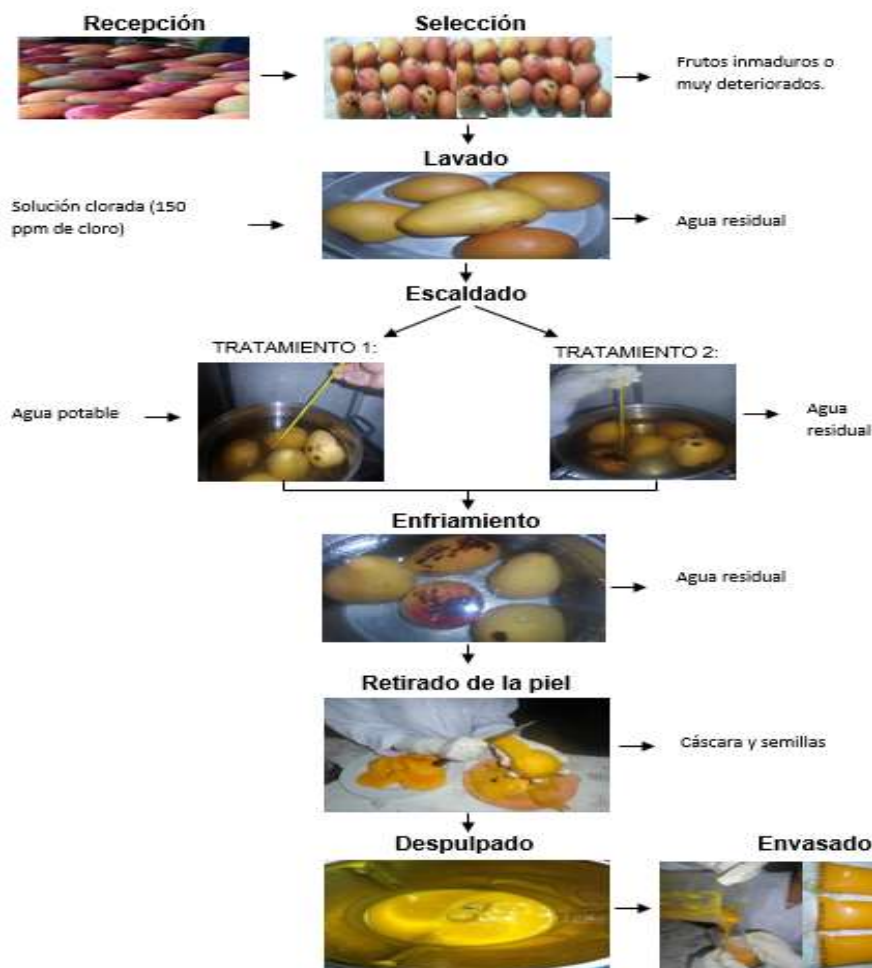 Recepción
Selección
Frutos inmaduros o
muy deteriorados.
Lavado
Solución clorada (150
ppm de cloro)
Agua residual
Escaldado
TRATAMIENTO 1:
TRATAMIENTO 2:
Agua potable
Agua
residual
Enfriamiento
Agua residual
Retirado de la piel
Cáscara y semillas
Despulpado
Envasado